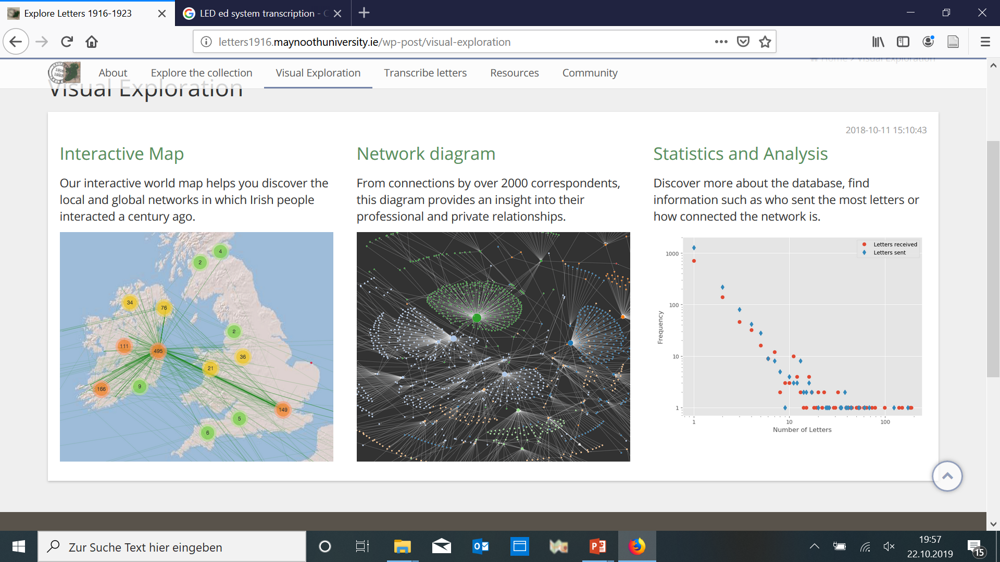 Explore Letters 1916-1923
LED ed system transcription -
letters1916.maynoothuniversity.ie/wp-post/visual-exploration
Home > Visual Exploration
1916
1923
About
Explore the collection
Visual Exploration
Transcribe letters
Resources
Community
Visual Exploration
2018-10-11 15:10:43
Interactive Map
Our interactive world map helps you discover the
local and global networks in which Irish people
interacted a century ago.
4
2
34
76
2
111
495
36
21
166
9
149
5
6
Network diagram
From connections by over 2000 correspondents,
this diagram provides an insight into their
professional and private relationships.
Statistics and Analysis
Discover more about the database, find
information such as who sent the most letters or
how connected the network is.
Letters received
Letters sent
1000
100
10
1
Frequency
1
10
100
Number of Letters
Zur Suche Text hier eingeben
19:57
22.10.2019
15